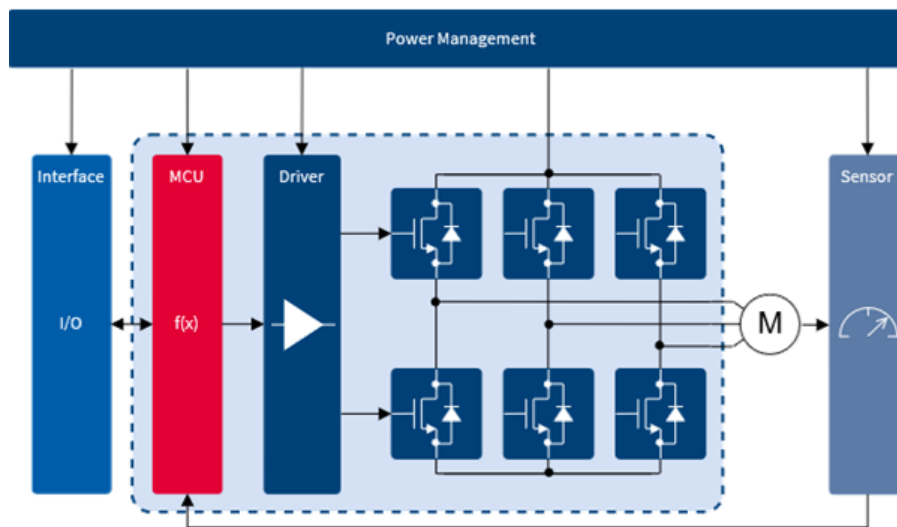 Power Management
Interface
MCU
Driver
Sensor
I/O
f(x)
M